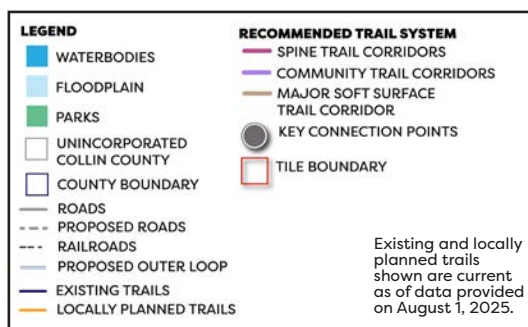 LEGEND
WATERBODIES
FLOODPLAIN
PARKS
UNINCORPORATED
COLLIN COUNTY
COUNTY BOUNDARY
ROADS
PROPOSED ROADS
RAILROADS
PROPOSED OUTER LOOP
EXISTING TRAILS
LOCALLY PLANNED TRAILS
RECOMMENDED TRAIL SYSTEM
SPINE TRAIL CORRIDORS
COMMUNITY TRAIL CORRIDORS
MAJOR SOFT SURFACE
TRAIL CORRIDOR
KEY CONNECTION POINTS
TILE BOUNDARY
Existing and locally
planned trails
shown are current
as of data provided
on August 1, 2025.